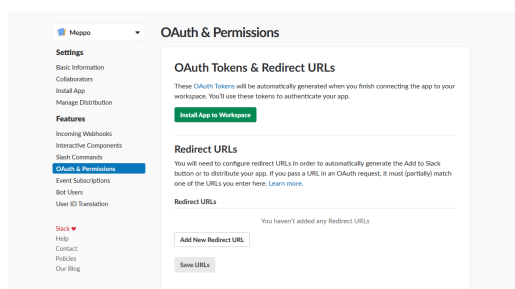 Meppo
Settings
Basic Information
Collaborators
Install App
Manage Distribution
Features
Incoming Webhooks
Interactive Components
Slash Commands
OAuth & Permissions
Event Subscriptions
Bot Users
User ID Translation
Slack ♥
Help
Contact
Policies
Our Blog
OAuth & Permissions
OAuth Tokens & Redirect URLs
These OAuth Tokens will be automatically generated when you finish connecting the app to your
workspace. You'll use these tokens to authenticate your app.
Install App to Workspace
Redirect URLs
You will need to configure redirect URLs in order to automatically generate the Add to Slack
button or to distribute your app. If you pass a URL in an OAuth request, it must (partially) match
one of the URLs you enter here. Learn more.
Redirect URLs
You haven't added any Redirect URLs
Add New Redirect URL
Save URLs